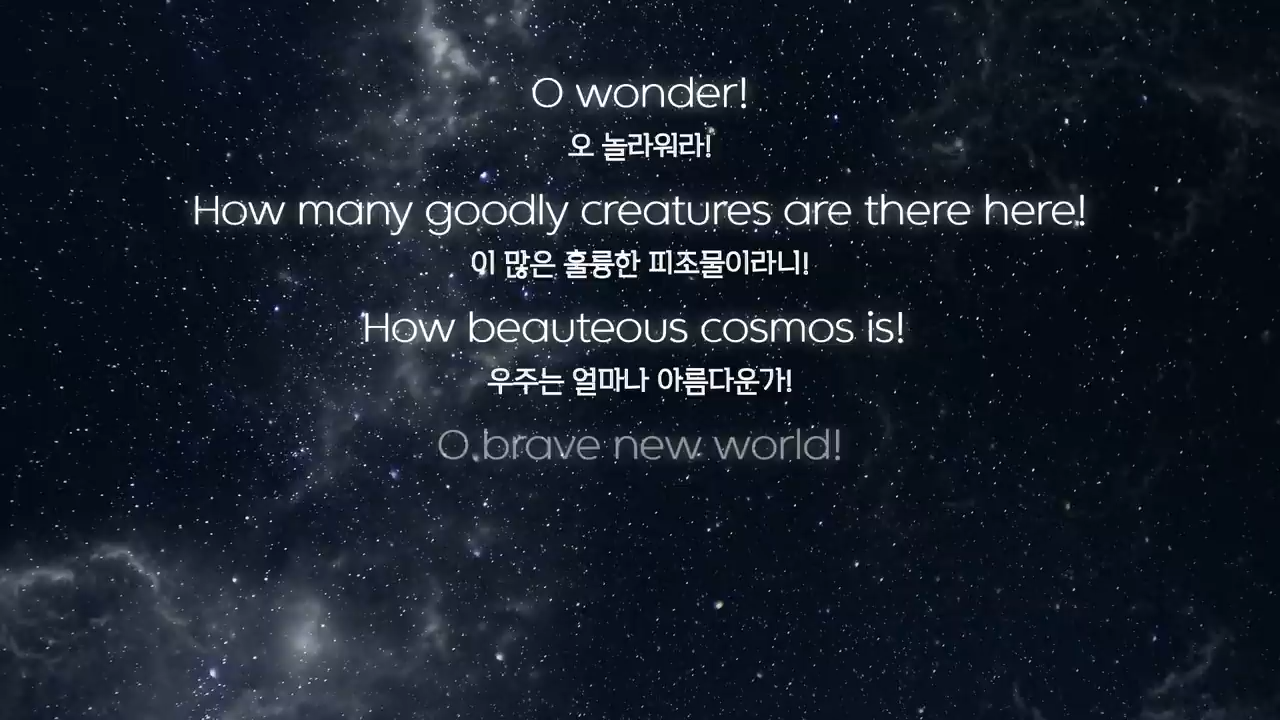 O wonder!
오 놀라워라!
How many goodly creatures are there here!
이 많은 훌륭한 피조물이라니!
How beauteous cosmos is!
우주는 얼마나 아름다운가!
O brave new world!